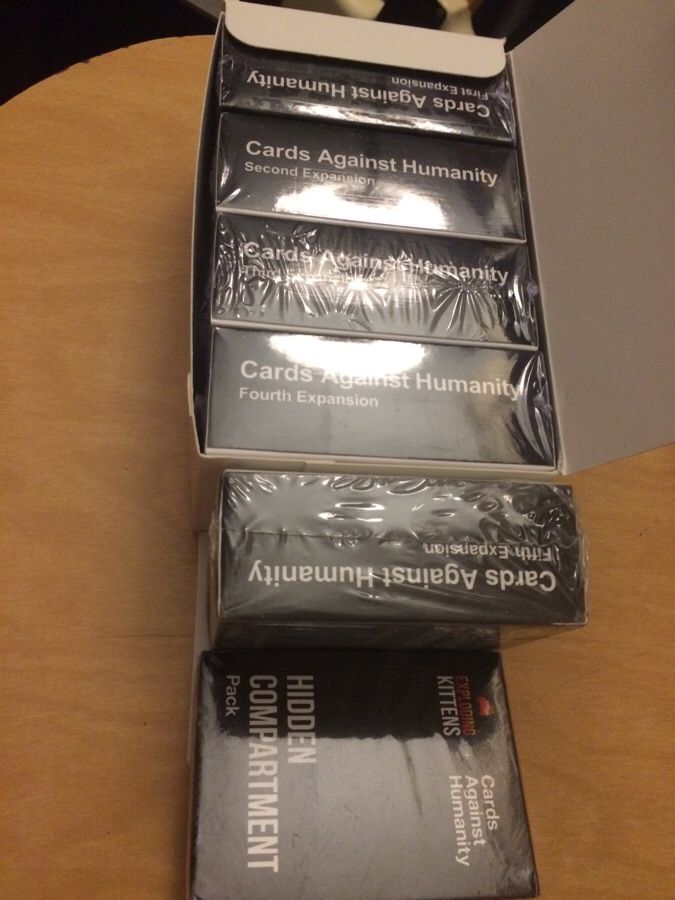 Cards Against Humanity
First Expansion
Cards Against Humanity
Second Expansion
Cards Against Humanity
Third
Cards Against Humanity
Fourth Expansion
Cards Against Humanity
Fifth Expansion
HIDDEN
COMPARTMENT
Pack
EXPLODING
KITTENS
Cards
Against
Humanity